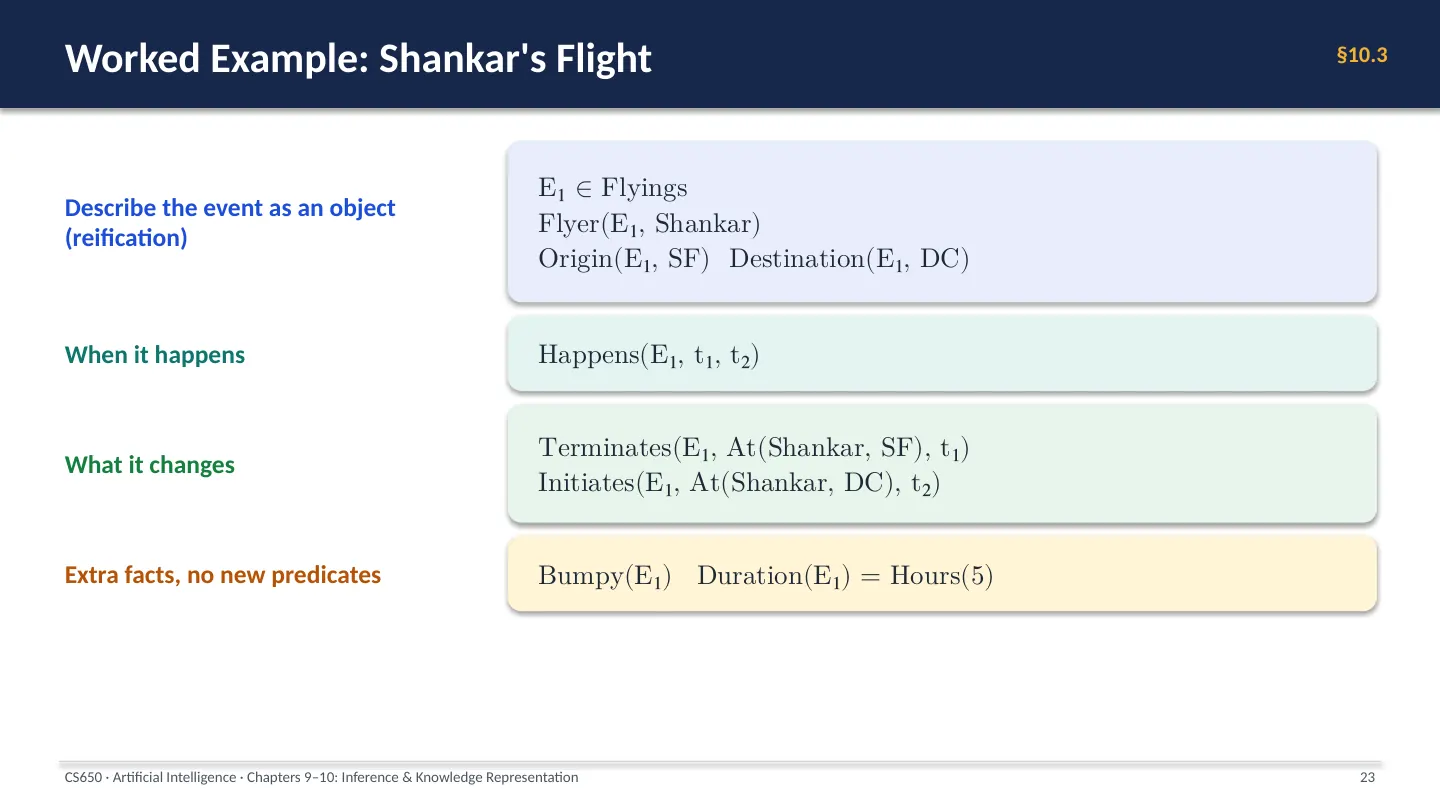 Worked Example: Shankar's Flight
§10.3
Describe the event as an object
(reification)
E₁ ∈ Flyings
Flyer(E₁, Shankar)
Origin(E₁, SF) Destination(E₁, DC)
When it happens
Happens(E₁, t₁, t₂)
What it changes
Terminates(E₁, At(Shankar, SF), t₁)
Initiates(E₁, At(Shankar, DC), t₂)
Extra facts, no new predicates
Bumpy(E₁) Duration(E₁) = Hours(5)
CS650 · Artificial Intelligence · Chapters 9–10: Inference & Knowledge Representation
23